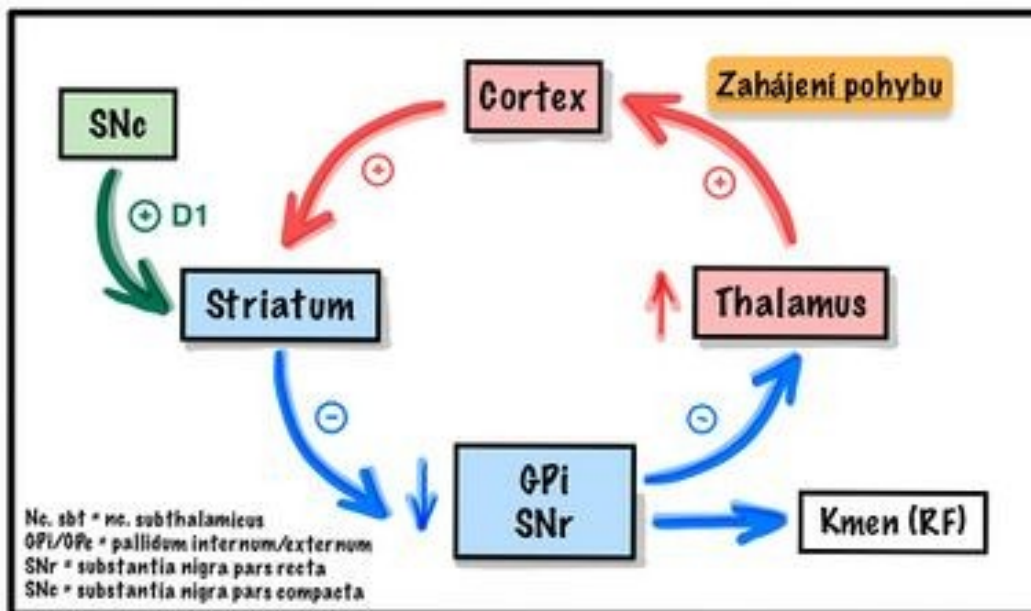 Zahájení pohybu
Cortex
SNc
⊕
⊕
⊕ D1
Striatum
Thalamus
⊖
⊖
GPi
SNr
Kmen (RF)
Nc. sbt = nc. subthalamicus
GPi/GPe = pallidum internum/externum
SNr = substantia nigra pars recta
SNc = substantia nigra pars compacta